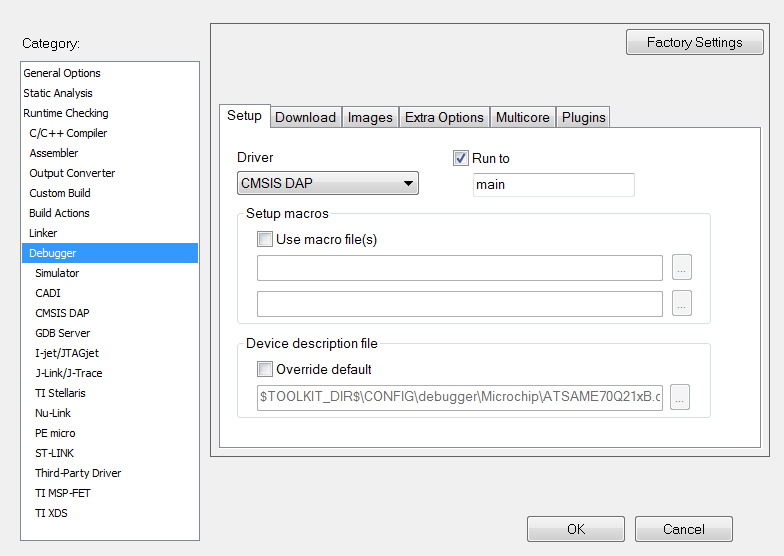 Category:
General Options
Static Analysis
Runtime Checking
C/C++ Compiler
Assembler
Output Converter
Custom Build
Build Actions
Linker
Debugger
Simulator
CADI
CMSIS DAP
GDB Server
I-jet/JTAGjet
J-Link/J-Trace
TI Stellaris
Nu-Link
PE micro
ST-LINK
Third-Party Driver
TI MSP-FET
TI XDS
Factory Settings
Setup Download Images Extra Options Multicore Plugins
Driver
CMSIS DAP
Run to
main
Setup macros
Use macro file(s)
...
...
Device description file
Override default
$TOOLKIT_DIR$\CONFIG\debugger\Microchip\ATSAME70Q21xB.c
...
OK Cancel